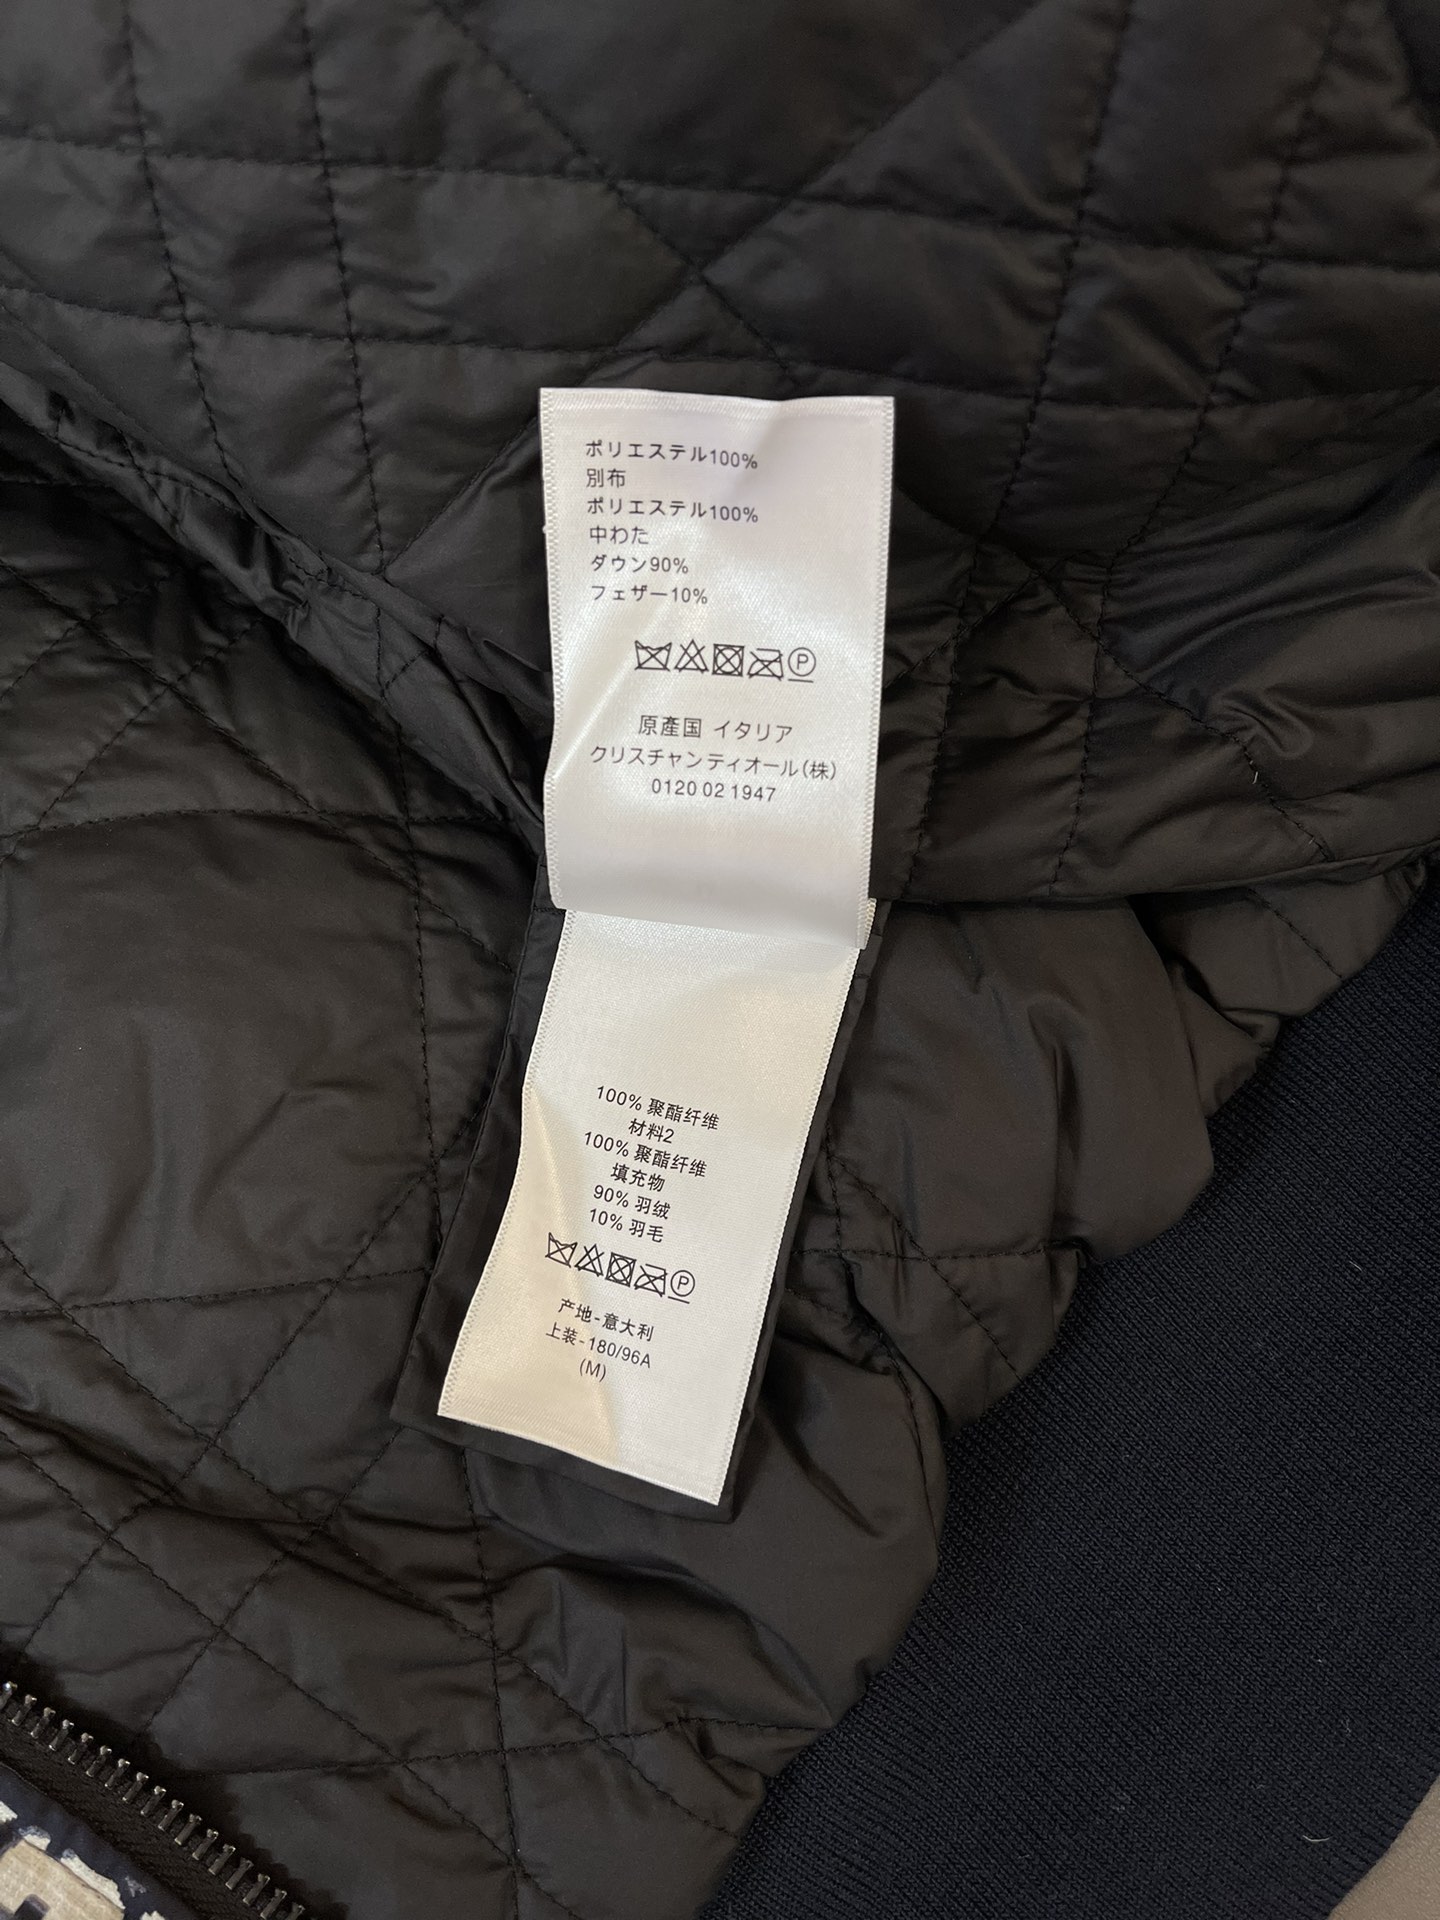 ポリエステル100%
別布
ポリエステル100%
中わた
ダウン90%
フェザー10%
P
原産国 イタリア
クリスチャンディオール(株)
0120 02 1947
100% 聚酯纤维
材料2
100% 聚酯纤维
填充物
90% 羽绒
10% 羽毛
P
产地-意大利
上装-180/96A
(M)